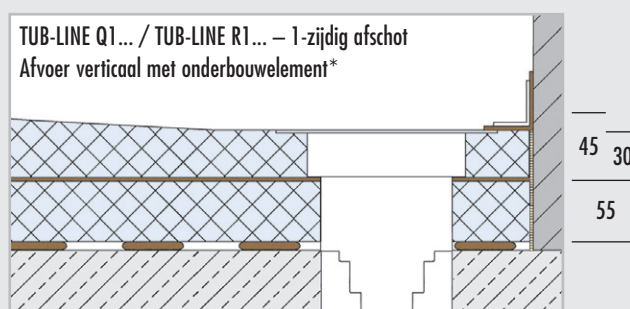 TUB-LINE Q1... / TUB-LINE R1... – 1-zijdig afschot
Afvoer verticaal met onderbouwelement*
45 30
55